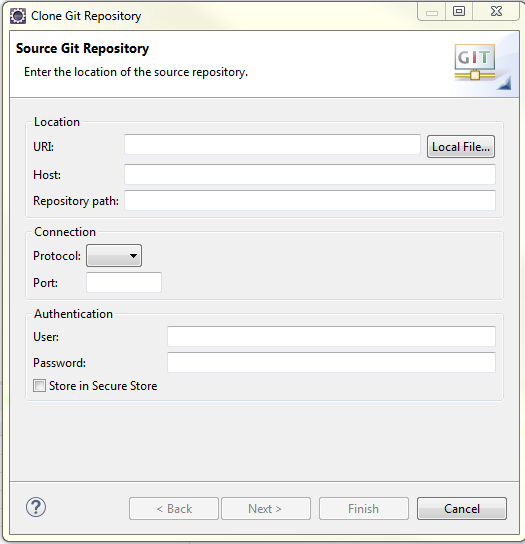 Clone Git Repository
Source Git Repository
Enter the location of the source repository.
GIT
Location
URI:
Local File...
Host:
Repository path:
Connection
Protocol:
Port:
Authentication
User:
Password:
Store in Secure Store
?
< Back
Next >
Finish
Cancel